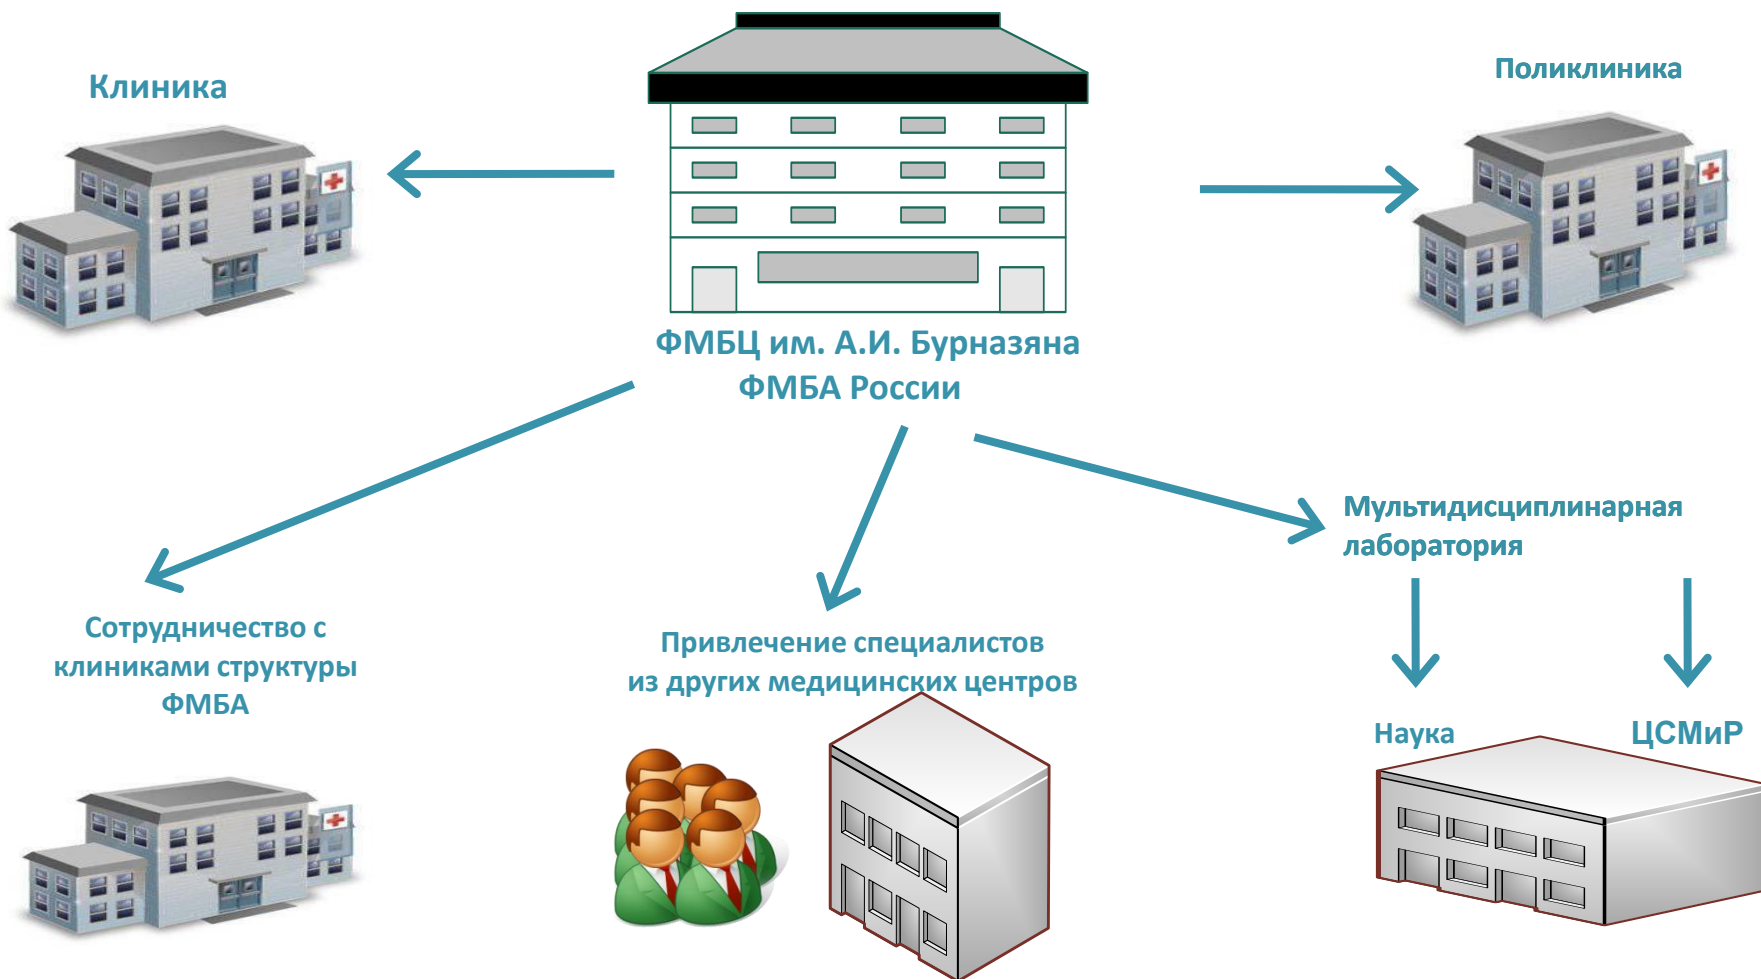 Клиника
Поликлиника
ФМБЦ им. А.И. Бурназяна
ФМБА России
Мультидисциплинарная
лаборатория
Сотрудничество с
клиниками структуры
ФМБА
Привлечение специалистов
из других медицинских центров
Наука
ЦСМиР